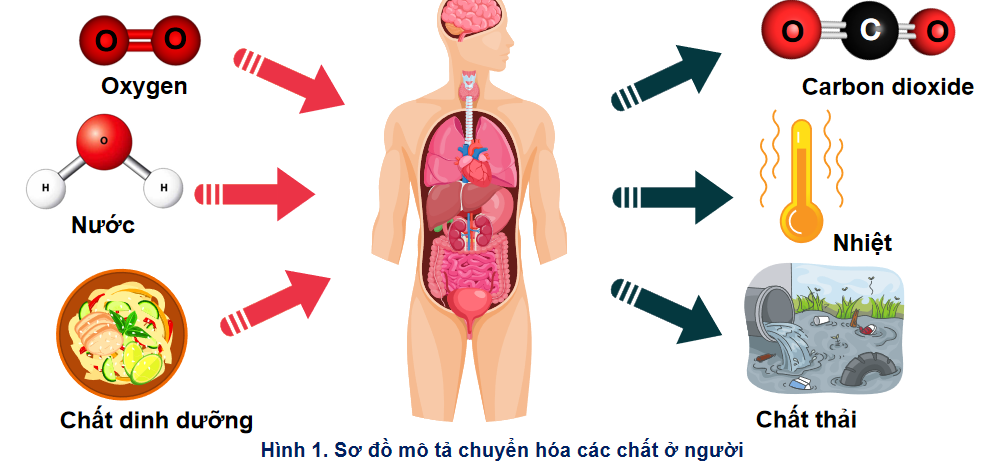 O O
Oxygen
O C O
Carbon dioxide
O
H H
Nước
Nhiệt
Chất dinh dưỡng
Chất thải
Hình 1. Sơ đồ mô tả chuyển hóa các chất ở người